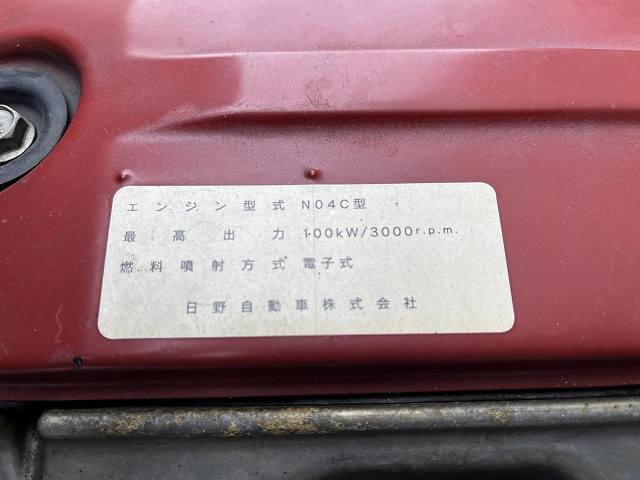 エンジン型式 N04C型
最高出力 100kW/3000r.p.m.
燃料噴射方式 電子式
日野自動車株式会社